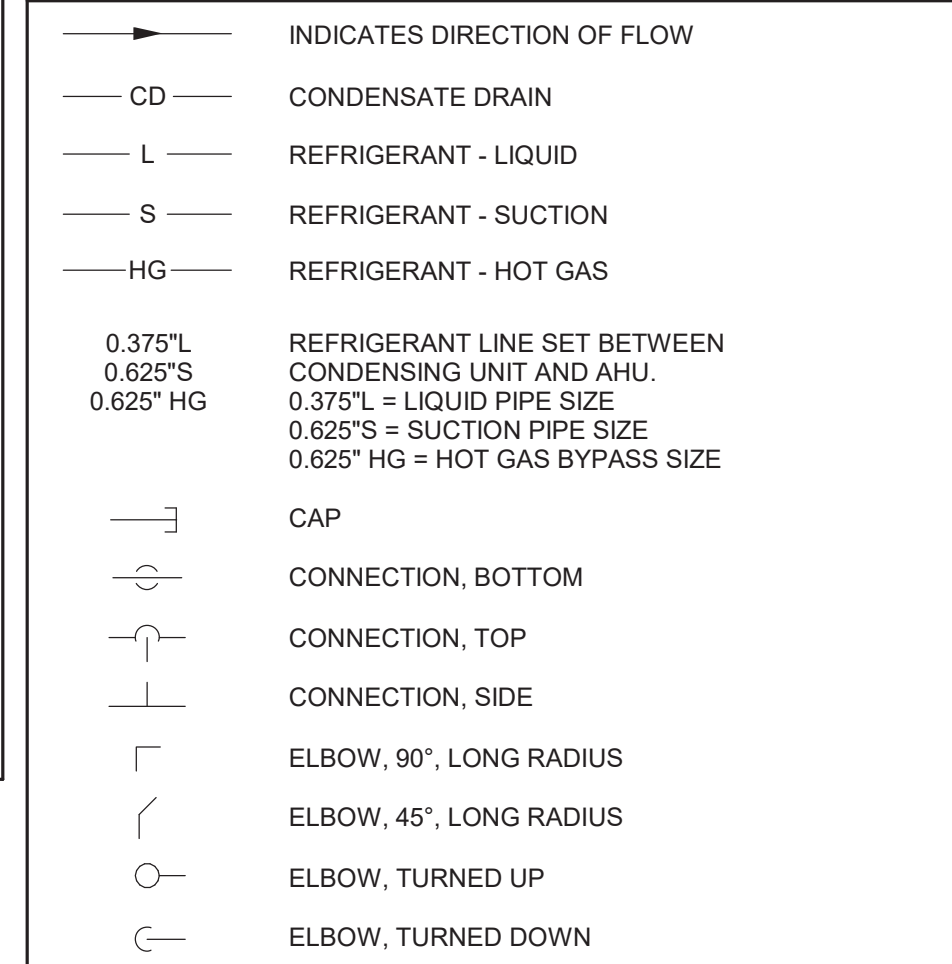 INDICATES DIRECTION OF FLOW
CD CONDENSATE DRAIN
L REFRIGERANT - LIQUID
S REFRIGERANT - SUCTION
HG REFRIGERANT - HOT GAS
0.375"L REFRIGERANT LINE SET BETWEEN
0.625"S CONDENSING UNIT AND AHU.
0.625" HG 0.375"L = LIQUID PIPE SIZE
0.625"S = SUCTION PIPE SIZE
0.625" HG = HOT GAS BYPASS SIZE
CAP
CONNECTION, BOTTOM
CONNECTION, TOP
CONNECTION, SIDE
ELBOW, 90°, LONG RADIUS
ELBOW, 45°, LONG RADIUS
ELBOW, TURNED UP
ELBOW, TURNED DOWN